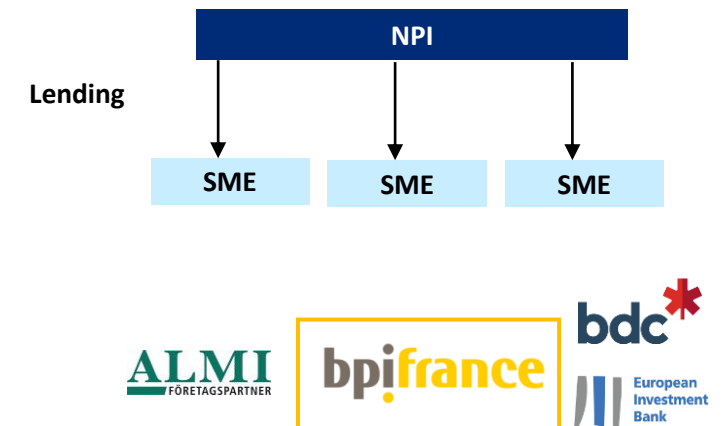 NPI
Lending
SME
SME
SME
bdc
ALMI
FÖRETAGSPARTNER
bpifrance
European
Investment
Bank